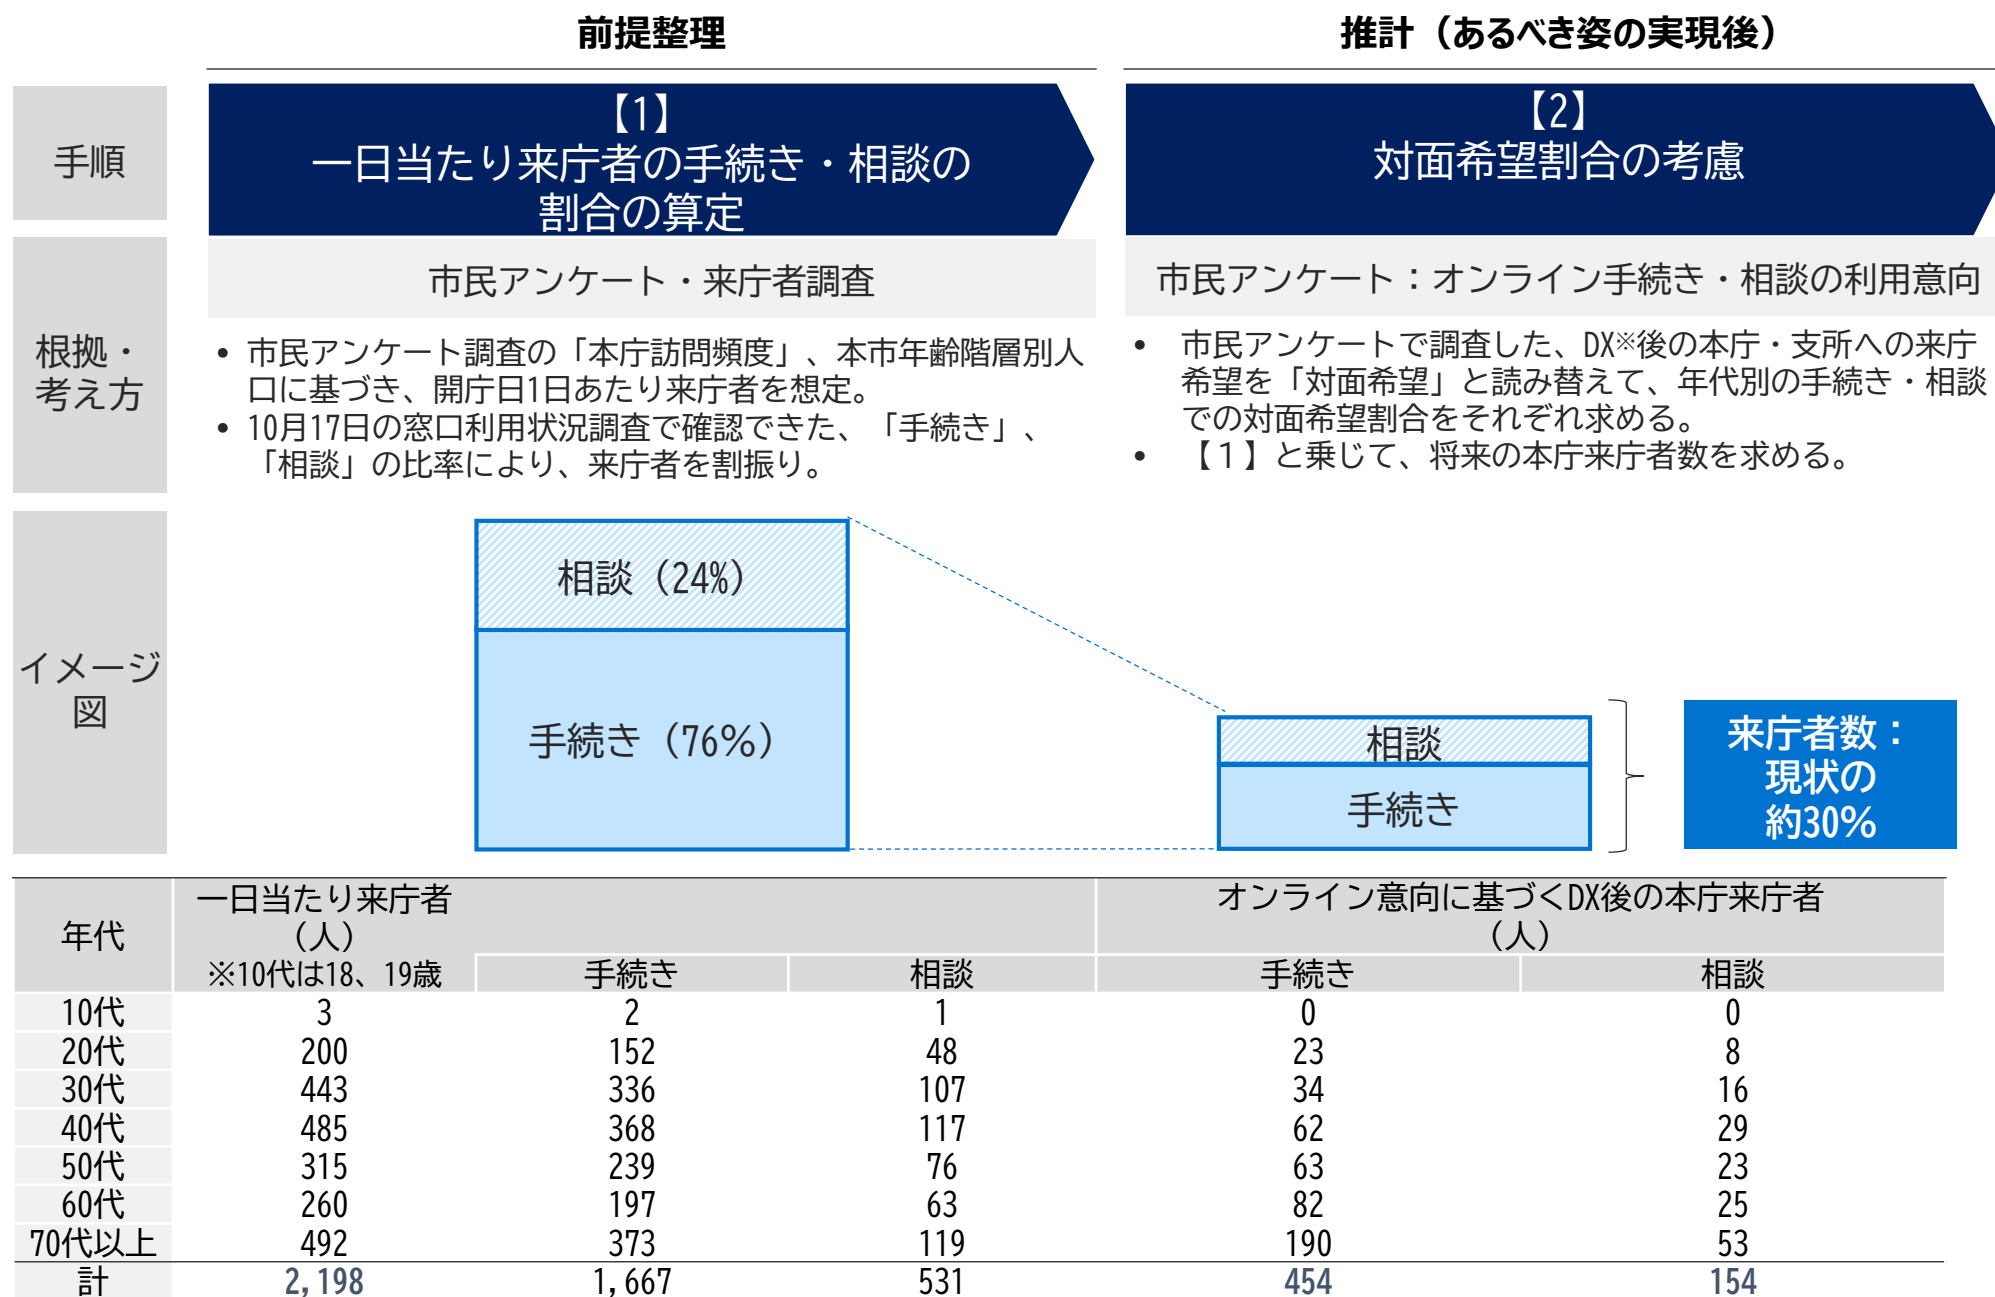 前提整理
推計（あるべき姿の実現後）
手順
【1】
一日当たり来庁者の手続き・相談の
割合の算定
【2】
対面希望割合の考慮
根拠・
考え方
市民アンケート・来庁者調査
• 市民アンケート調査の「本庁訪問頻度」、本市年齢階層別人
口に基づき、開庁日1日あたり来庁者を想定。
• 10月17日の窓口利用状況調査で確認できた、「手続き」、
「相談」の比率により、来庁者を割振り。
市民アンケート：オンライン手続き・相談の利用意向
• 市民アンケートで調査した、DX※後の本庁・支所への来庁
希望を「対面希望」と読み替えて、年代別の手続き・相談
での対面希望割合をそれぞれ求める。
• 【１】と乗じて、将来の本庁来庁者数を求める。
イメージ
図
相談（24%）
手続き（76％）
相談
手続き
来庁者数：
現状の
約30％
年代 一日当たり来庁者 オンライン意向に基づくDX後の本庁来庁者
（人） （人）
※10代は18、19歳 手続き 相談 手続き 相談
10代 3 2 1 0 0
20代 200 152 48 23 8
30代 443 336 107 34 16
40代 485 368 117 62 29
50代 315 239 76 63 23
60代 260 197 63 82 25
70代以上 492 373 119 190 53
計 2,198 1,667 531 454 154